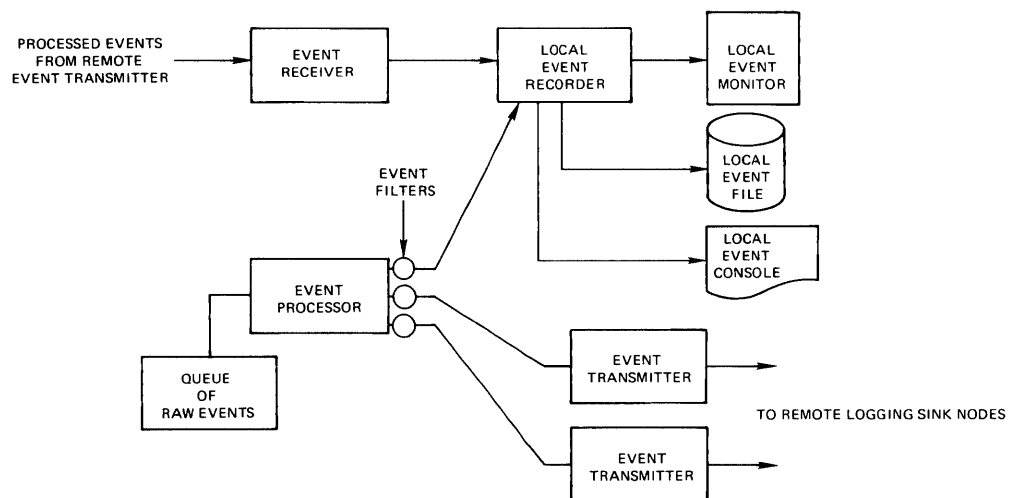 PROCESSED EVENTS
FROM REMOTE
EVENT TRANSMITTER
EVENT
RECEIVER
LOCAL
EVENT
RECORDER
LOCAL
EVENT
MONITOR
LOCAL
EVENT
FILE
EVENT
FILTERS
LOCAL
EVENT
CONSOLE
EVENT
PROCESSOR
QUEUE
OF
RAW EVENTS
EVENT
TRANSMITTER
TO REMOTE LOGGING SINK NODES
EVENT
TRANSMITTER